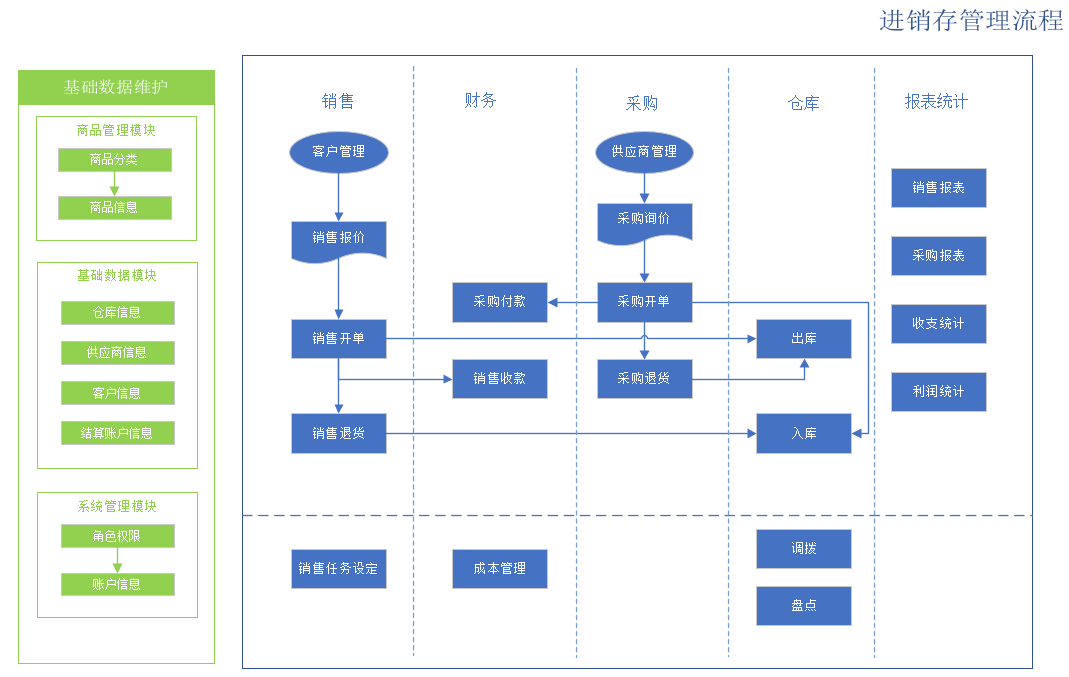 进销存管理流程
基础数据维护
商品管理模块
商品分类
商品信息
基础数据模块
仓库信息
供应商信息
客户信息
结算账户信息
系统管理模块
角色权限
账户信息
销售
财务
采购
仓库
报表统计
客户管理
供应商管理
销售报价
采购询价
销售报表
采购报表
采购付款
采购开单
收支统计
销售开单
出库
销售收款
采购退货
利润统计
销售退货
入库
销售任务设定
成本管理
调拨
盘点